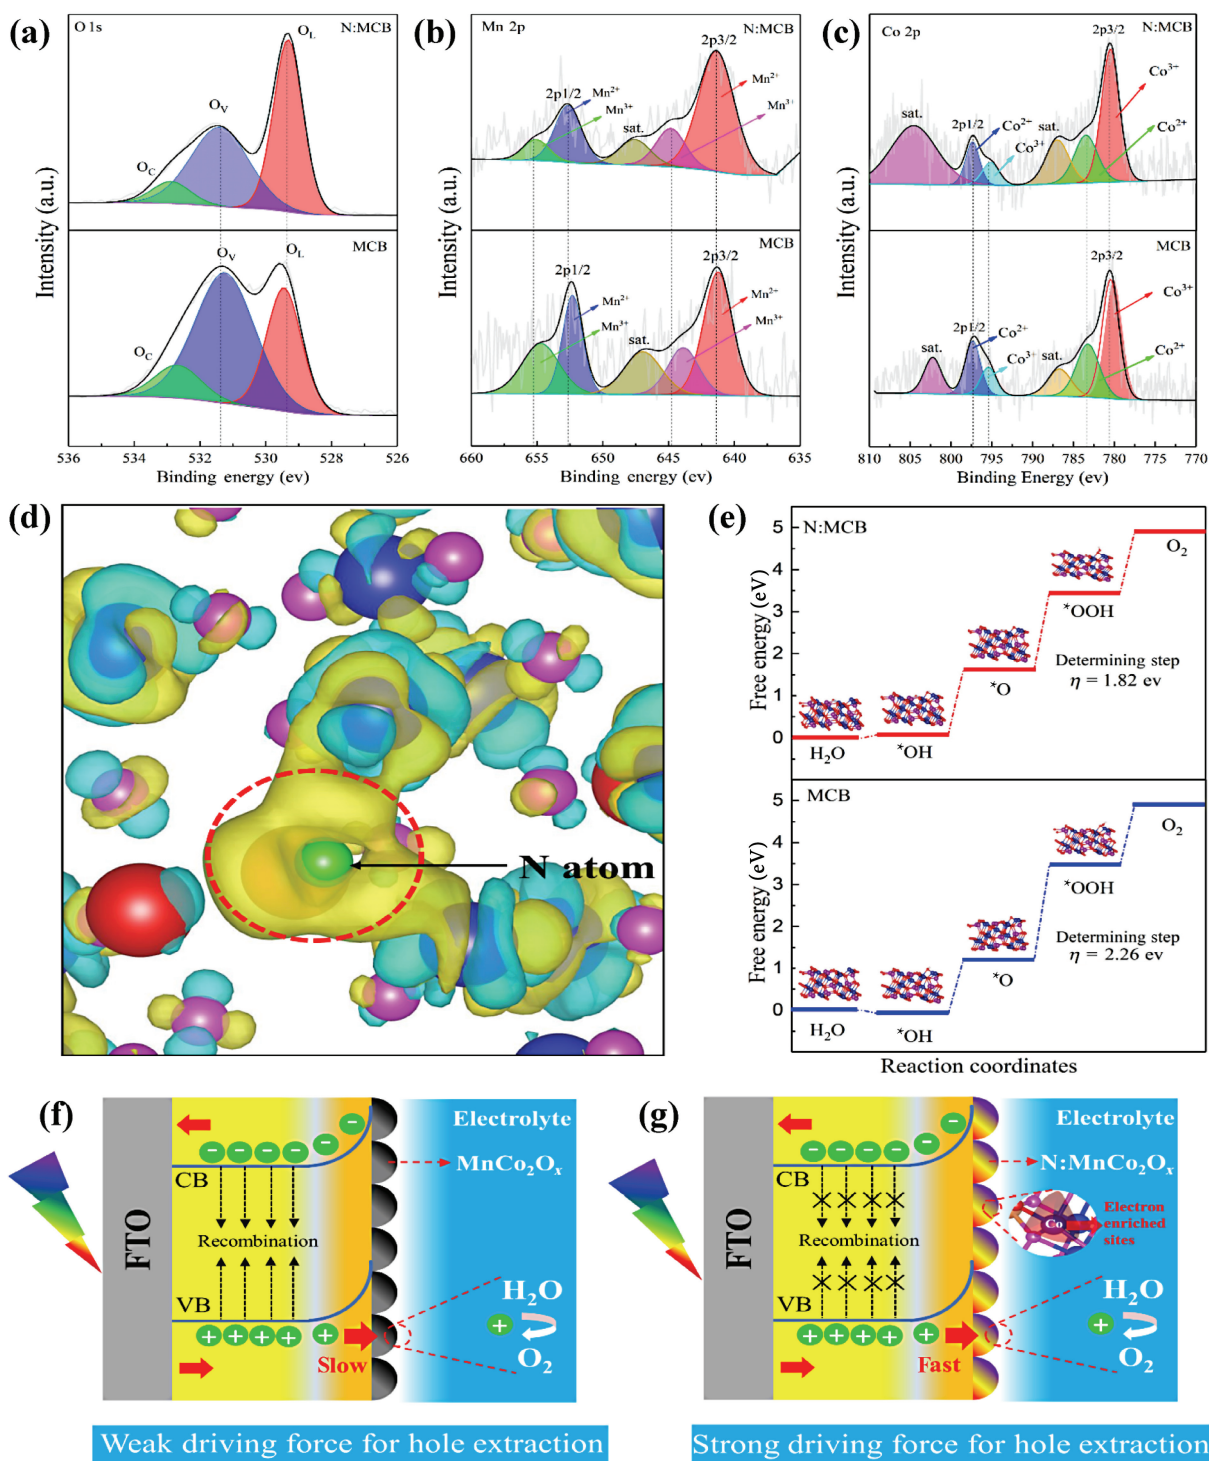 (a)
O 1s
N:MCB
O_L
O_V
O_C
MCB
O_V
O_L
O_C
Intensity (a.u.)
Intensity (a.u.)
536 534 532 530 528 526
Binding energy (ev)
(b)
Mn 2p
N:MCB
2p3/2
2p1/2
Mn²⁺
Mn³⁺
sat.
Mn²⁺
Mn³⁺
MCB
2p3/2
2p1/2
Mn²⁺
Mn³⁺
sat.
Mn²⁺
Mn³⁺
Intensity (a.u.)
Intensity (a.u.)
660 655 650 645 640 635
Binding energy (ev)
(c)
Co 2p
N:MCB
2p3/2
Co³⁺
sat.
2p1/2
Co²⁺
Co³⁺
sat.
Co²⁺
MCB
2p3/2
Co³⁺
2p1/2
Co²⁺
sat.
Co³⁺
sat.
Co²⁺
Intensity (a.u.)
Intensity (a.u.)
810 805 800 795 790 785 780 775 770
Binding Energy (ev)
(d)
N atom
(e)
N:MCB
5
4
3
2
1
0
Free energy (eV)
O₂
*OOH
*O
Determining step
η = 1.82 ev
H₂O
*OH
MCB
5
4
3
2
1
0
Free energy (eV)
O₂
*OOH
Determining step
η = 2.26 ev
*O
H₂O
*OH
Reaction coordinates
(f)
Electrolyte
MnCo₂Oₓ
CB
FTO
Recombination
VB
H₂O
O₂
Slow
Weak driving force for hole extraction
(g)
Electrolyte
N:MnCo₂Oₓ
CB
Co
Electron
enriched
sites
FTO
Recombination
VB
H₂O
O₂
Fast
Strong driving force for hole extraction